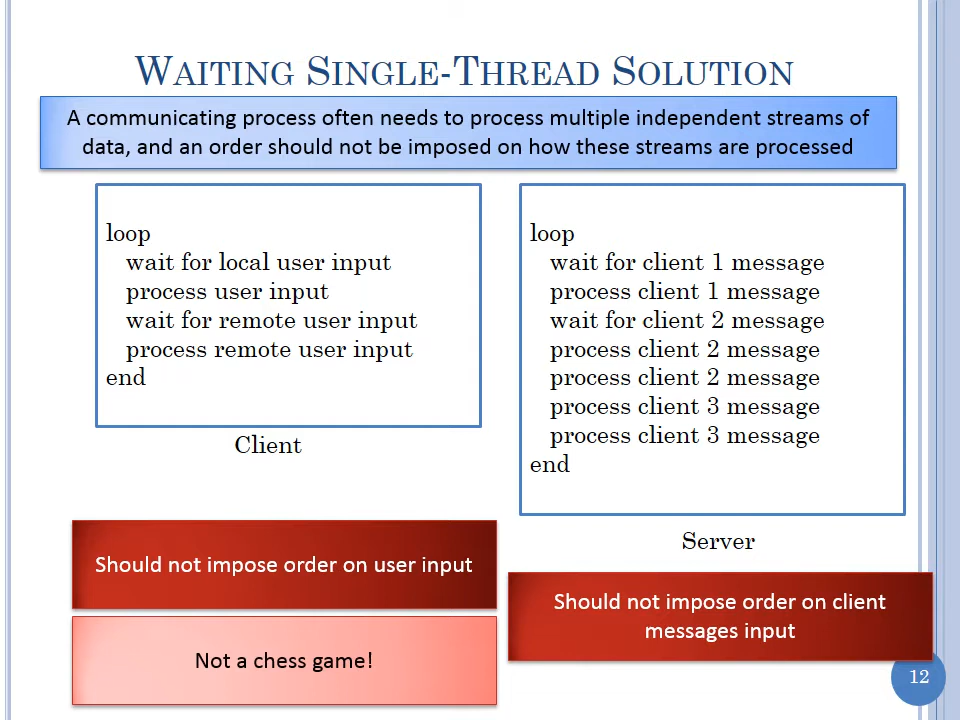 WAITING SINGLE-THREAD SOLUTION
A communicating process often needs to process multiple independent streams of
data, and an order should not be imposed on how these streams are processed
loop
wait for local user input
process user input
wait for remote user input
process remote user input
end
Client
loop
wait for client 1 message
process client 1 message
wait for client 2 message
process client 2 message
process client 2 message
process client 3 message
process client 3 message
end
Server
Should not impose order on user input
Not a chess game!
Should not impose order on client
messages input
12